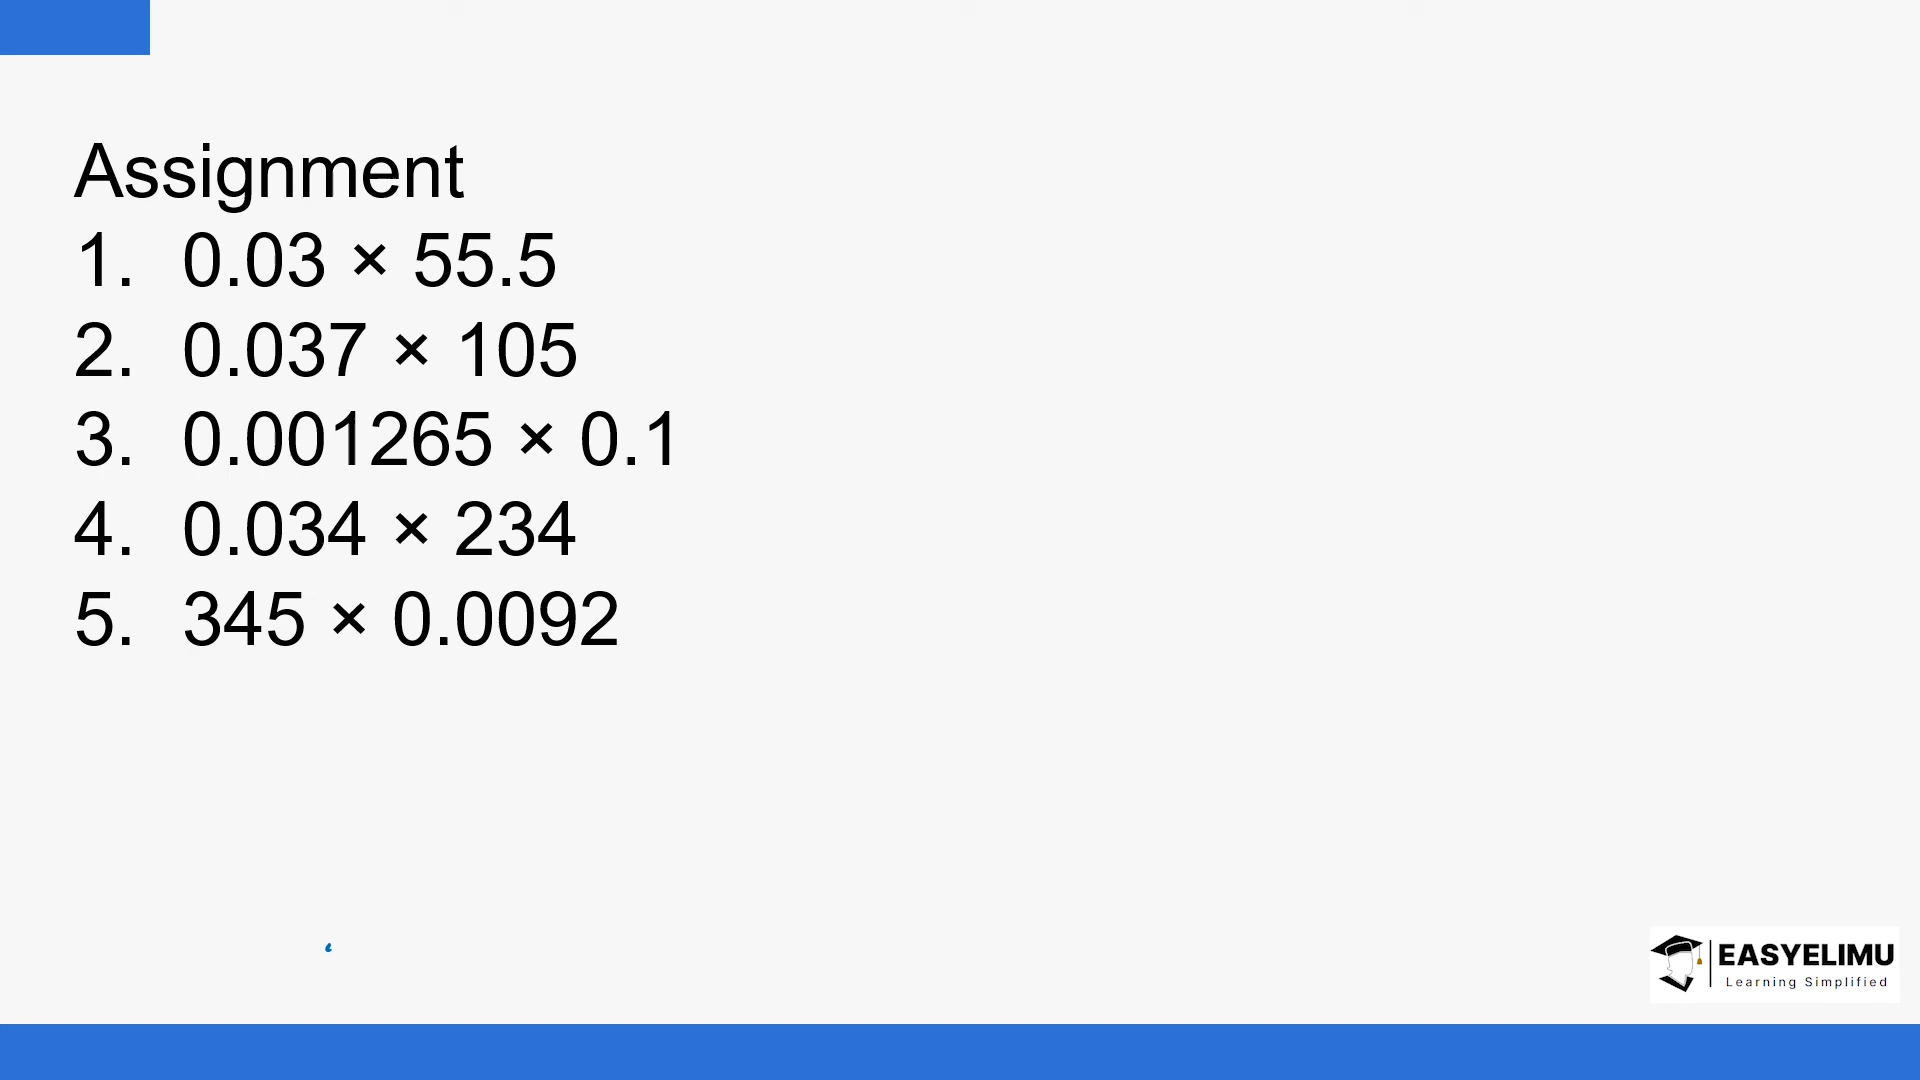 Assignment
1. 0.03 × 55.5
2. 0.037 × 105
3. 0.001265 × 0.1
4. 0.034 × 234
5. 345 × 0.0092
EASYELIMU
Learning Simplified